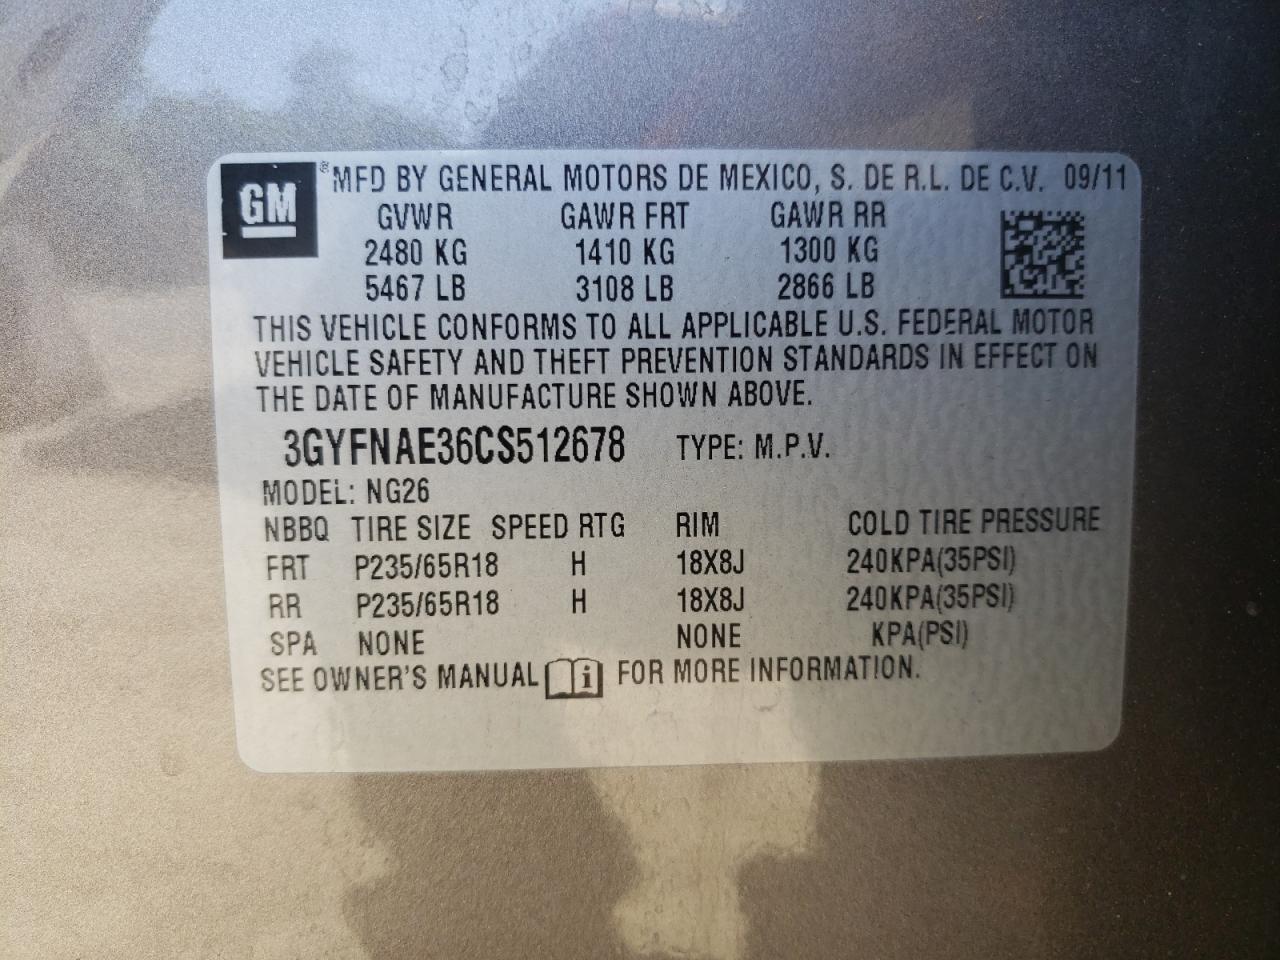 GM ® MFD BY GENERAL MOTORS DE MEXICO, S. DE R.L. DE C.V. 09/11
GVWR GAWR FRT GAWR RR
2480 KG 1410 KG 1300 KG
5467 LB 3108 LB 2866 LB
THIS VEHICLE CONFORMS TO ALL APPLICABLE U.S. FEDERAL MOTOR
VEHICLE SAFETY AND THEFT PREVENTION STANDARDS IN EFFECT ON
THE DATE OF MANUFACTURE SHOWN ABOVE.
3GYFNAE36CS512678 TYPE: M.P.V.
MODEL: NG26
NBBQ TIRE SIZE SPEED RTG RIM COLD TIRE PRESSURE
FRT P235/65R18 H 18X8J 240KPA(35PSI)
RR P235/65R18 H 18X8J 240KPA(35PSI)
SPA NONE NONE KPA(PSI)
SEE OWNER'S MANUAL i FOR MORE INFORMATION.